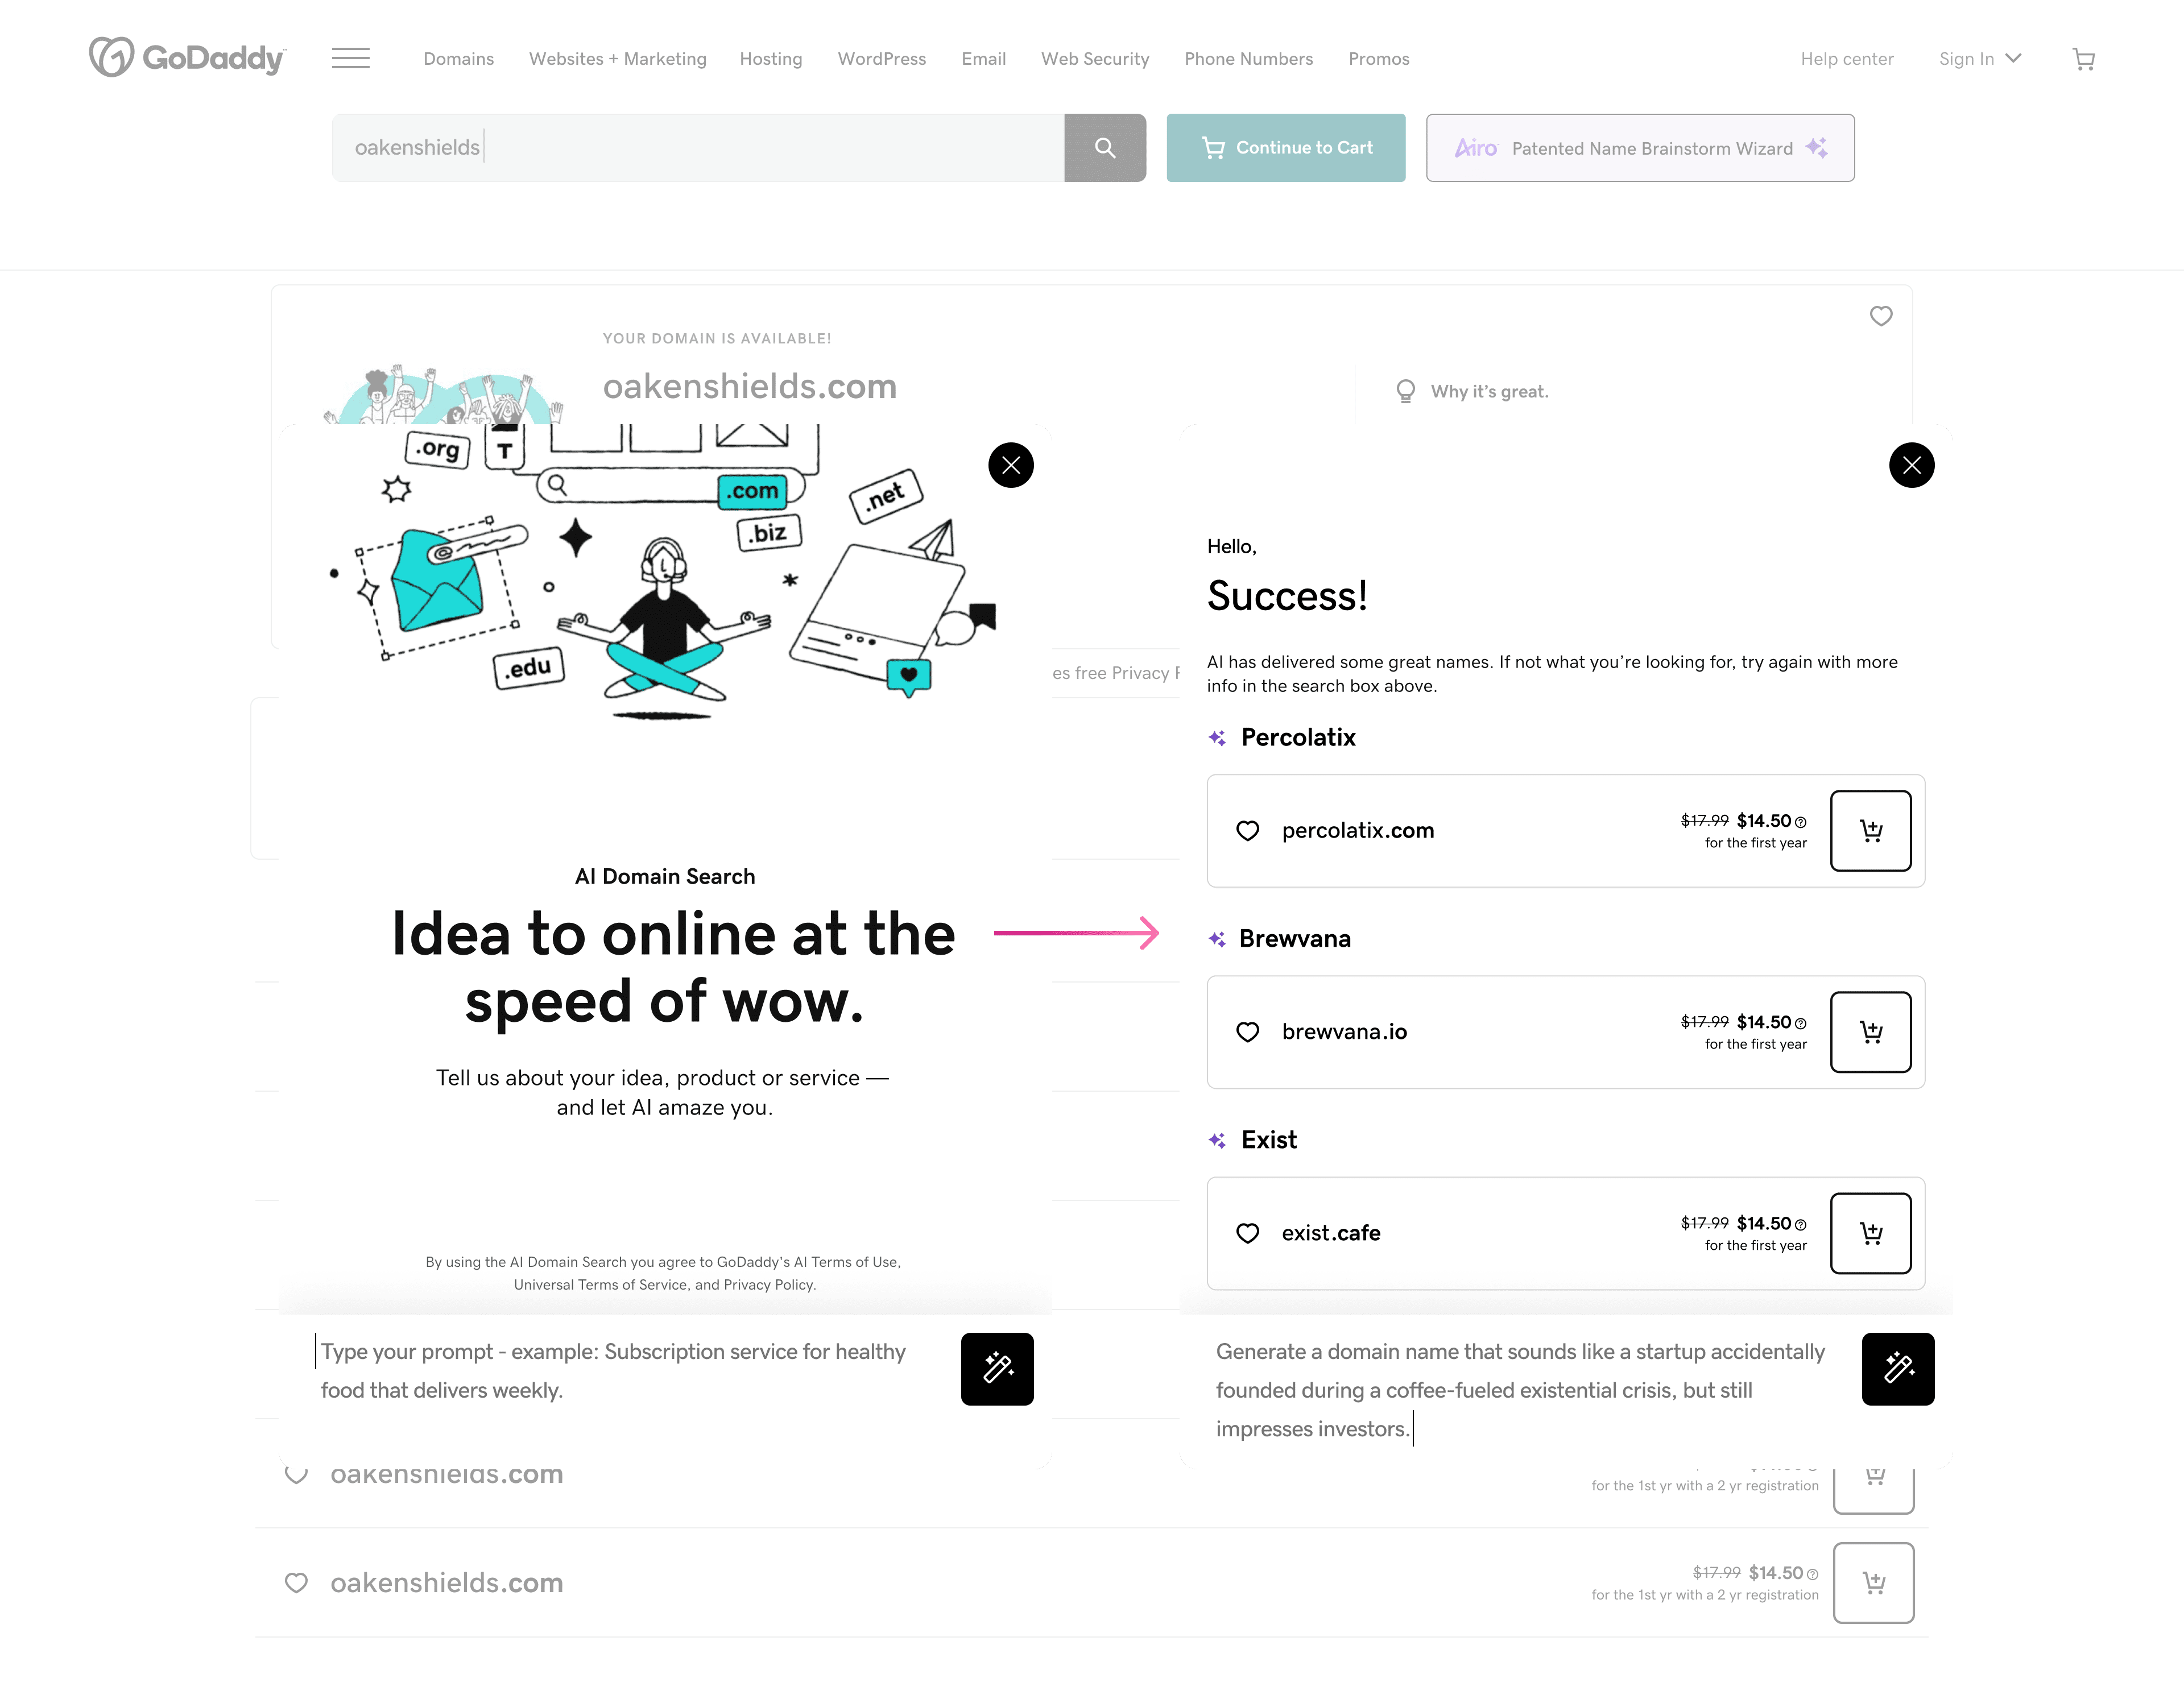 GoDaddy
Domains
Websites + Marketing
Hosting
WordPress
Email
Web Security
Phone Numbers
Promos
Help center
Sign In
oakenshields
Continue to Cart
Airo
Patented Name Brainstorm Wizard
YOUR DOMAIN IS AVAILABLE!
oakenshields.com
Why it's great.
.org
T
.com
.net
.biz
.edu
es free Privacy
AI Domain Search
Idea to online at the
speed of wow.
Tell us about your idea, product or service —
and let AI amaze you.
By using the AI Domain Search you agree to GoDaddy's AI Terms of Use,
Universal Terms of Service, and Privacy Policy.
Type your prompt - example: Subscription service for healthy
food that delivers weekly.
Hello,
Success!
AI has delivered some great names. If not what you're looking for, try again with more
info in the search box above.
Percolatix
percolatix.com
$17.99 $14.50
for the first year
Brewvana
brewvana.io
$17.99 $14.50
for the first year
Exist
exist.cafe
$17.99 $14.50
for the first year
Generate a domain name that sounds like a startup accidentally
founded during a coffee-fueled existential crisis, but still
impresses investors.
oakenshields.com
for the 1st yr with a 2 yr registration
oakenshields.com
$17.99 $14.50
for the 1st yr with a 2 yr registration